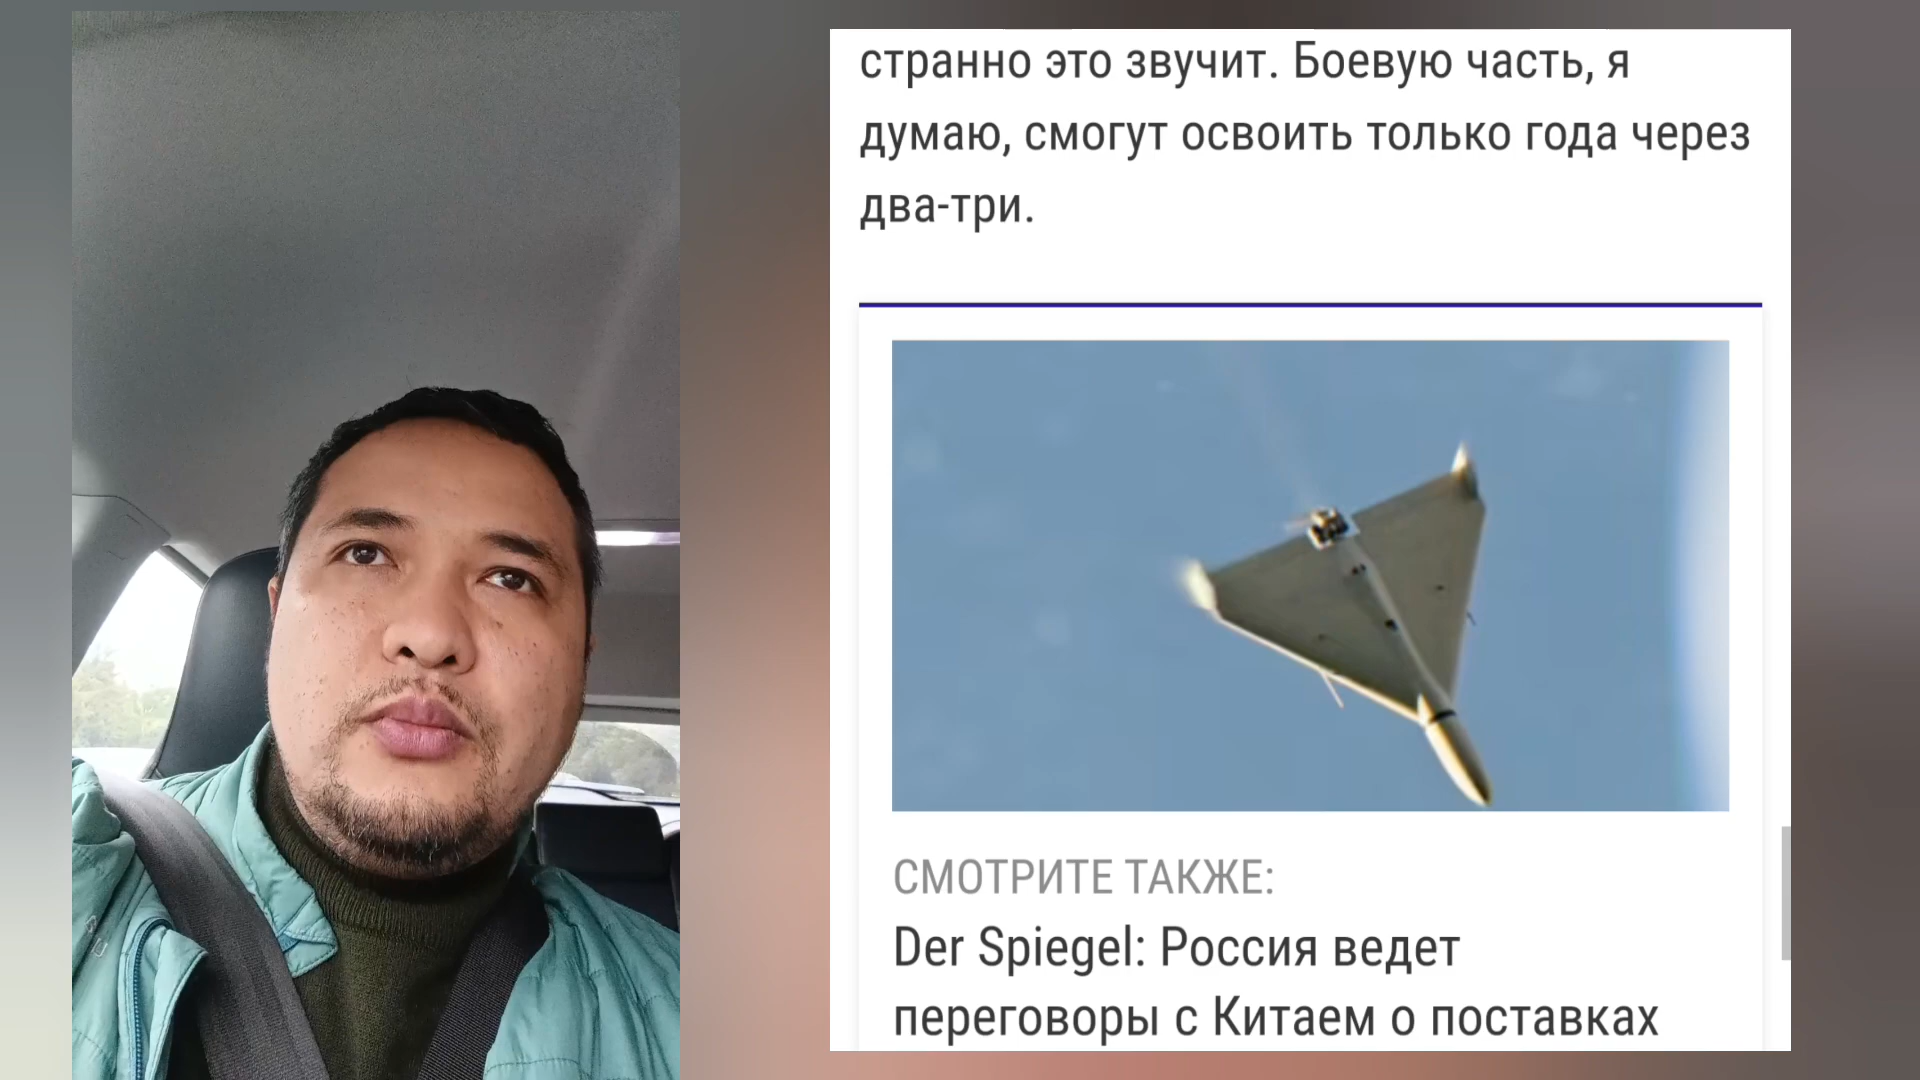 странно это звучит. Боевую часть, я
думаю, смогут освоить только года через
два-три.
СМОТРИТЕ ТАКЖЕ:
Der Spiegel: Россия ведет
переговоры с Китаем о поставках